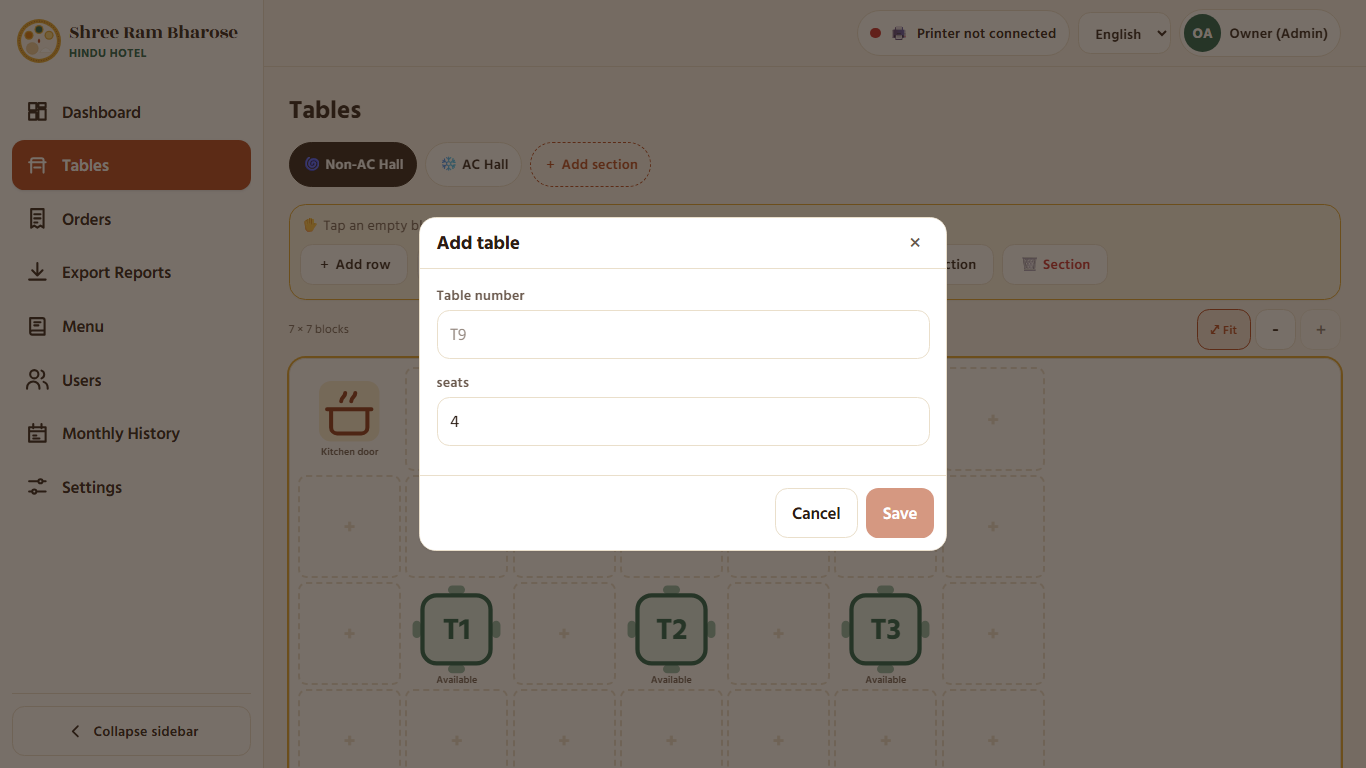 Shree Ram Bharose
HINDU HOTEL
Printer not connected
English
OA
Owner (Admin)
Dashboard
Tables
Orders
Export Reports
Menu
Users
Monthly History
Settings
Collapse sidebar
Tables
Non-AC Hall
AC Hall
+ Add section
Tap an empty
+ Add row
Section
7 × 7 blocks
Fit
-
+
Kitchen door
Add table
×
Table number
T9
seats
4
Cancel
Save
T1
Available
T2
Available
T3
Available